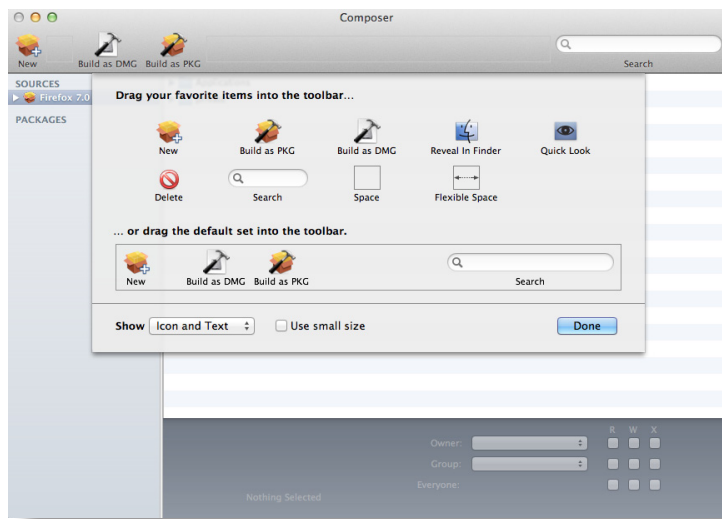 Composer
New Build as DMG Build as PKG Search
SOURCES
Firefox 7.0
PACKAGES
Drag your favorite items into the toolbar...
New Build as PKG Build as DMG Reveal In Finder Quick Look
Delete Search Space Flexible Space
... or drag the default set into the toolbar.
New Build as DMG Build as PKG Search
Show Icon and Text Use small size Done
R W X
Owner:
Group:
Everyone:
Nothing Selected